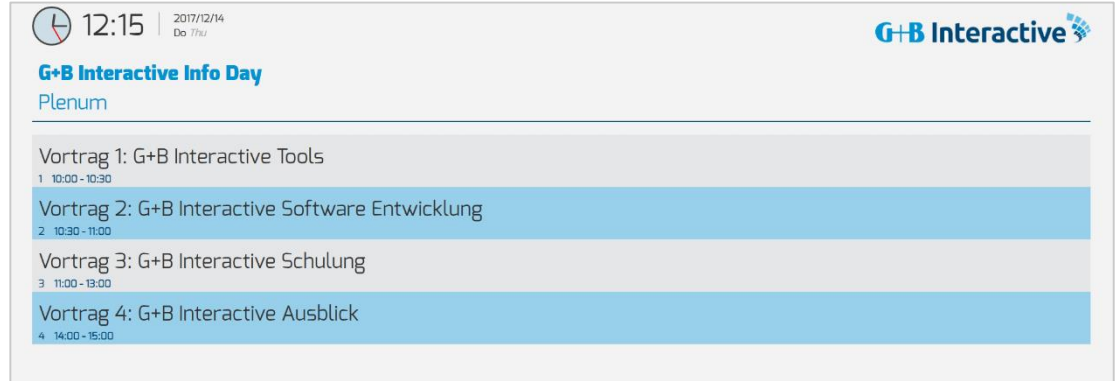 12:15
2017/12/14
Do Thu
G+B Interactive
G+B Interactive Info Day
Plenum
Vortrag 1: G+B Interactive Tools
1 10:00 - 10:30
Vortrag 2: G+B Interactive Software Entwicklung
2 10:30 - 11:00
Vortrag 3: G+B Interactive Schulung
3 11:00 - 13:00
Vortrag 4: G+B Interactive Ausblick
4 14:00 - 15:00